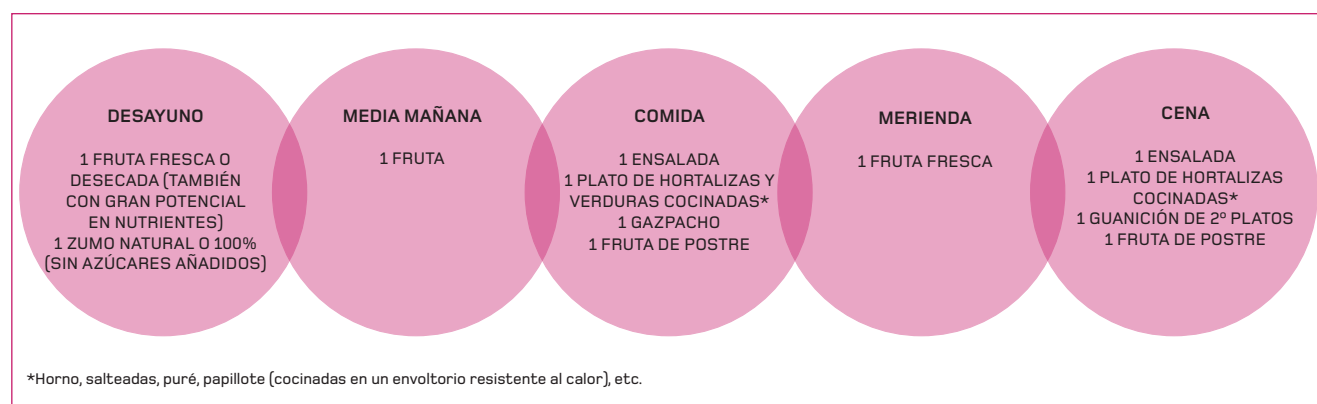 DESAYUNO
1 FRUTA FRESCA O
DESECADA (TAMBIÉN
CON GRAN POTENCIAL
EN NUTRIENTES)
1 ZUMO NATURAL O 100%
(SIN AZÚCARES AÑADIDOS)
MEDIA MAÑANA
1 FRUTA
COMIDA
1 ENSALADA
1 PLATO DE HORTALIZAS Y
VERDURAS COCINADAS*
1 GAZPACHO
1 FRUTA DE POSTRE
MERIENDA
1 FRUTA FRESCA
CENA
1 ENSALADA
1 PLATO DE HORTALIZAS
COCINADAS*
1 GUANICIÓN DE 2º PLATOS
1 FRUTA DE POSTRE
*Horno, salteadas, puré, papillote (cocinadas en un envoltorio resistente al calor), etc.